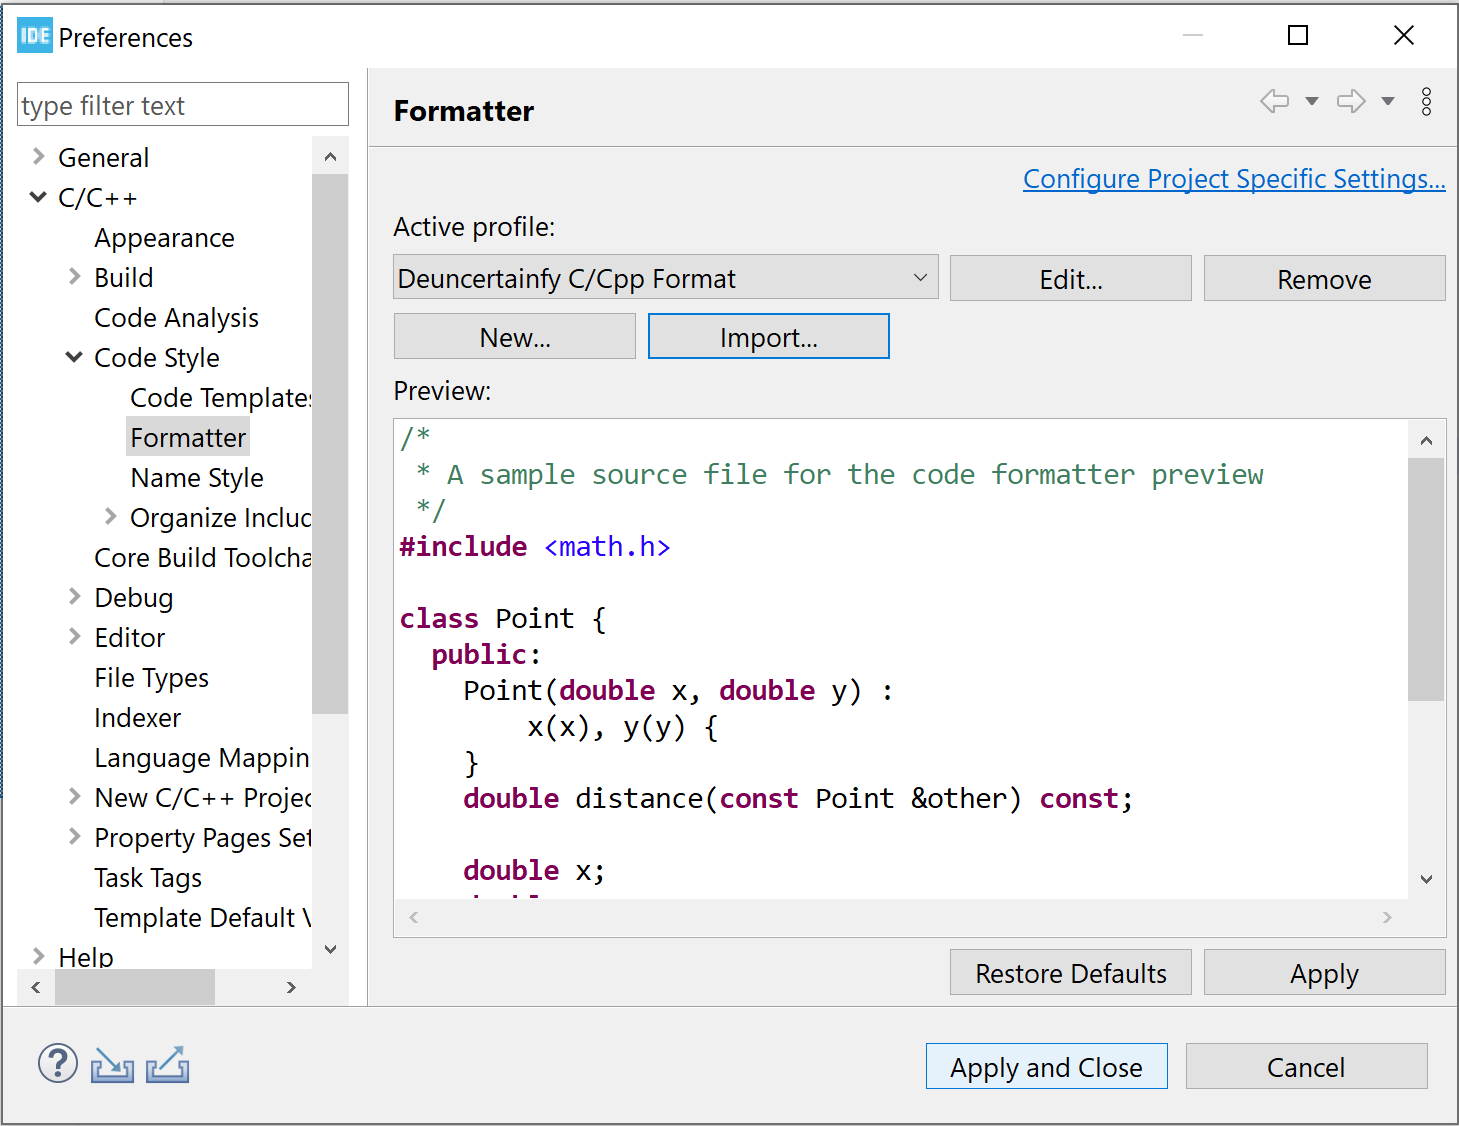 IDE Preferences
type filter text
General
C/C++
Appearance
Build
Code Analysis
Code Style
Code Templates
Formatter
Name Style
Organize Includ
Core Build Toolcha
Debug
Editor
File Types
Indexer
Language Mappin
New C/C++ Projec
Property Pages Set
Task Tags
Template Default V
Help
Formatter
Configure Project Specific Settings...
Active profile:
Deuncertainfy C/Cpp Format
Edit...
Remove
New...
Import...
Preview:
/*
 * A sample source file for the code formatter preview
 */
#include <math.h>
class Point {
  public:
    Point(double x, double y) :
        x(x), y(y) {
    }
    double distance(const Point &other) const;
    double x;
Restore Defaults
Apply
?
Apply and Close
Cancel